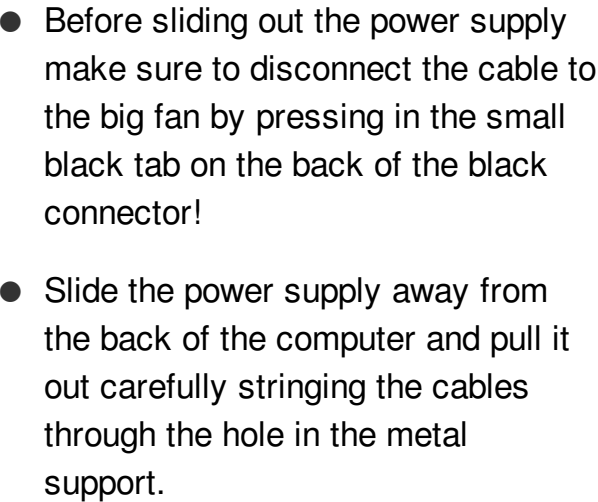 ● Before sliding out the power supply
make sure to disconnect the cable to
the big fan by pressing in the small
black tab on the back of the black
connector!
● Slide the power supply away from
the back of the computer and pull it
out carefully stringing the cables
through the hole in the metal
support.